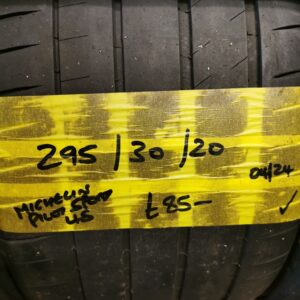 295/30/20
04/24
MICHELIN
PILOT SPORT
4S
£85-